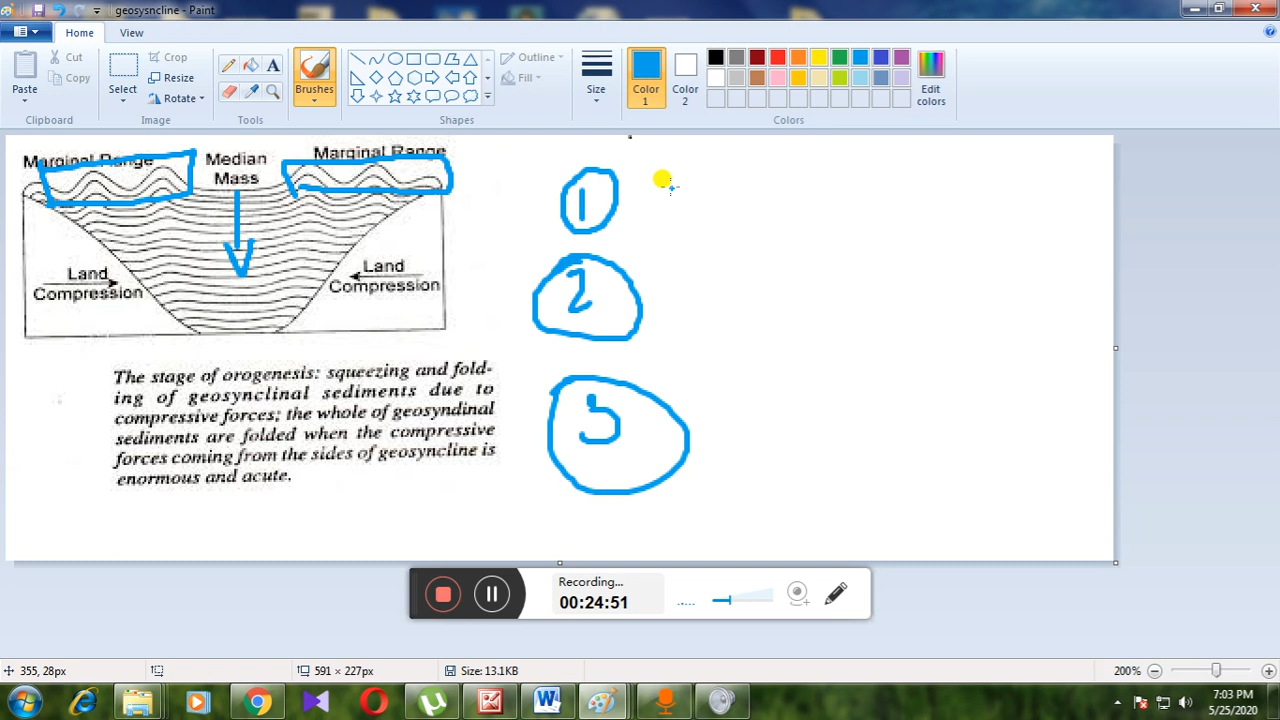 geosysncline - Paint
Home
View
Paste
Cut
Copy
Clipboard
Select
Crop
Resize
Rotate
Image
Tools
Brushes
Shapes
Outline
Fill
Size
Color 1
Color 2
Edit colors
Colors
Marginal Range
Median Mass
Marginal Range
Land Compression
Land Compression
The stage of orogenesis: squeezing and fold-
ing of geosynclinal sediments due to
compressive forces; the whole of geosyndinal
sediments are folded when the compressive
forces coming from the sides of geosyncline is
enormous and acute.
1
2
3
Recording...
00:24:51
355, 28px
591 × 227px
Size: 13.1KB
200%
7:03 PM
5/25/2020